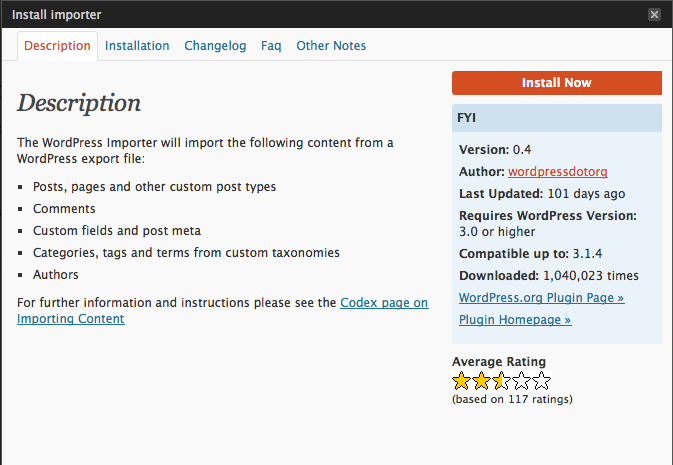 Install importer
Description
Installation
Changelog
Faq
Other Notes
Description
The WordPress Importer will import the following content from a
WordPress export file:
Posts, pages and other custom post types
Comments
Custom fields and post meta
Categories, tags and terms from custom taxonomies
Authors
For further information and instructions please see the Codex page on
Importing Content
Install Now
FYI
Version: 0.4
Author: wordpressdotorg
Last Updated: 101 days ago
Requires WordPress Version:
3.0 or higher
Compatible up to: 3.1.4
Downloaded: 1,040,023 times
WordPress.org Plugin Page »
Plugin Homepage »
Average Rating
(based on 117 ratings)